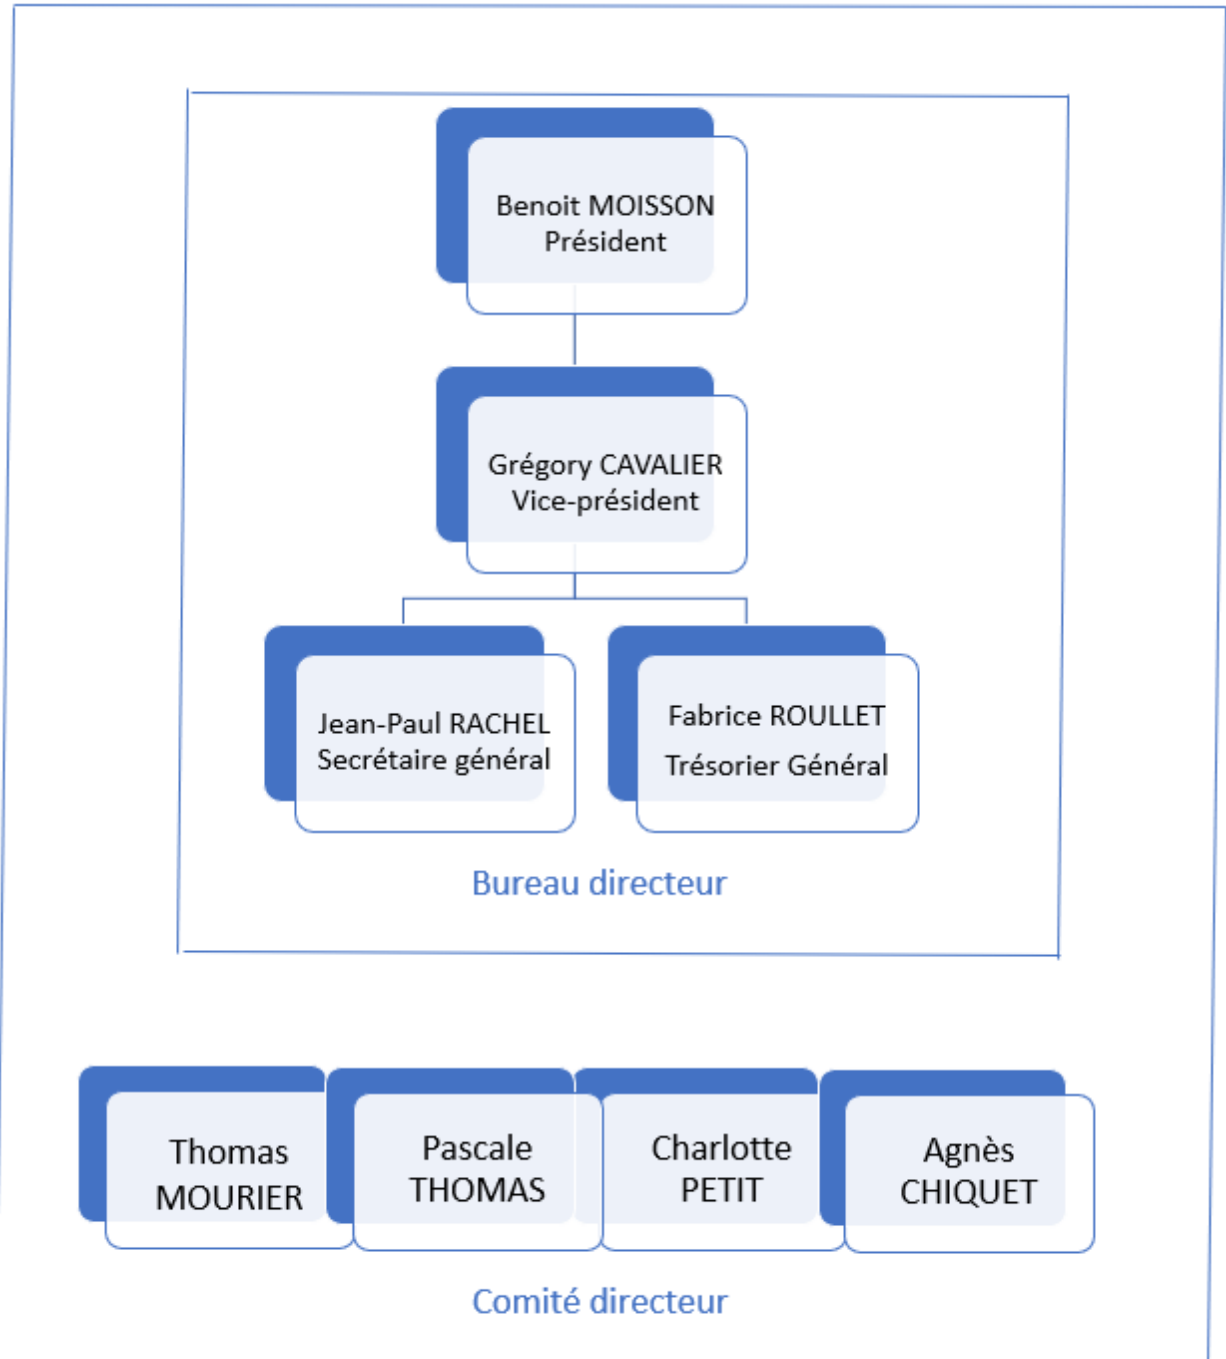 Benoit MOISSON
Président
Grégory CAVALIER
Vice-président
Jean-Paul RACHEL
Secrétaire général
Fabrice ROULLET
Trésorier Général
Bureau directeur
Thomas
MOURIER
Pascale
THOMAS
Charlotte
PETIT
Agnès
CHIQUET
Comité directeur